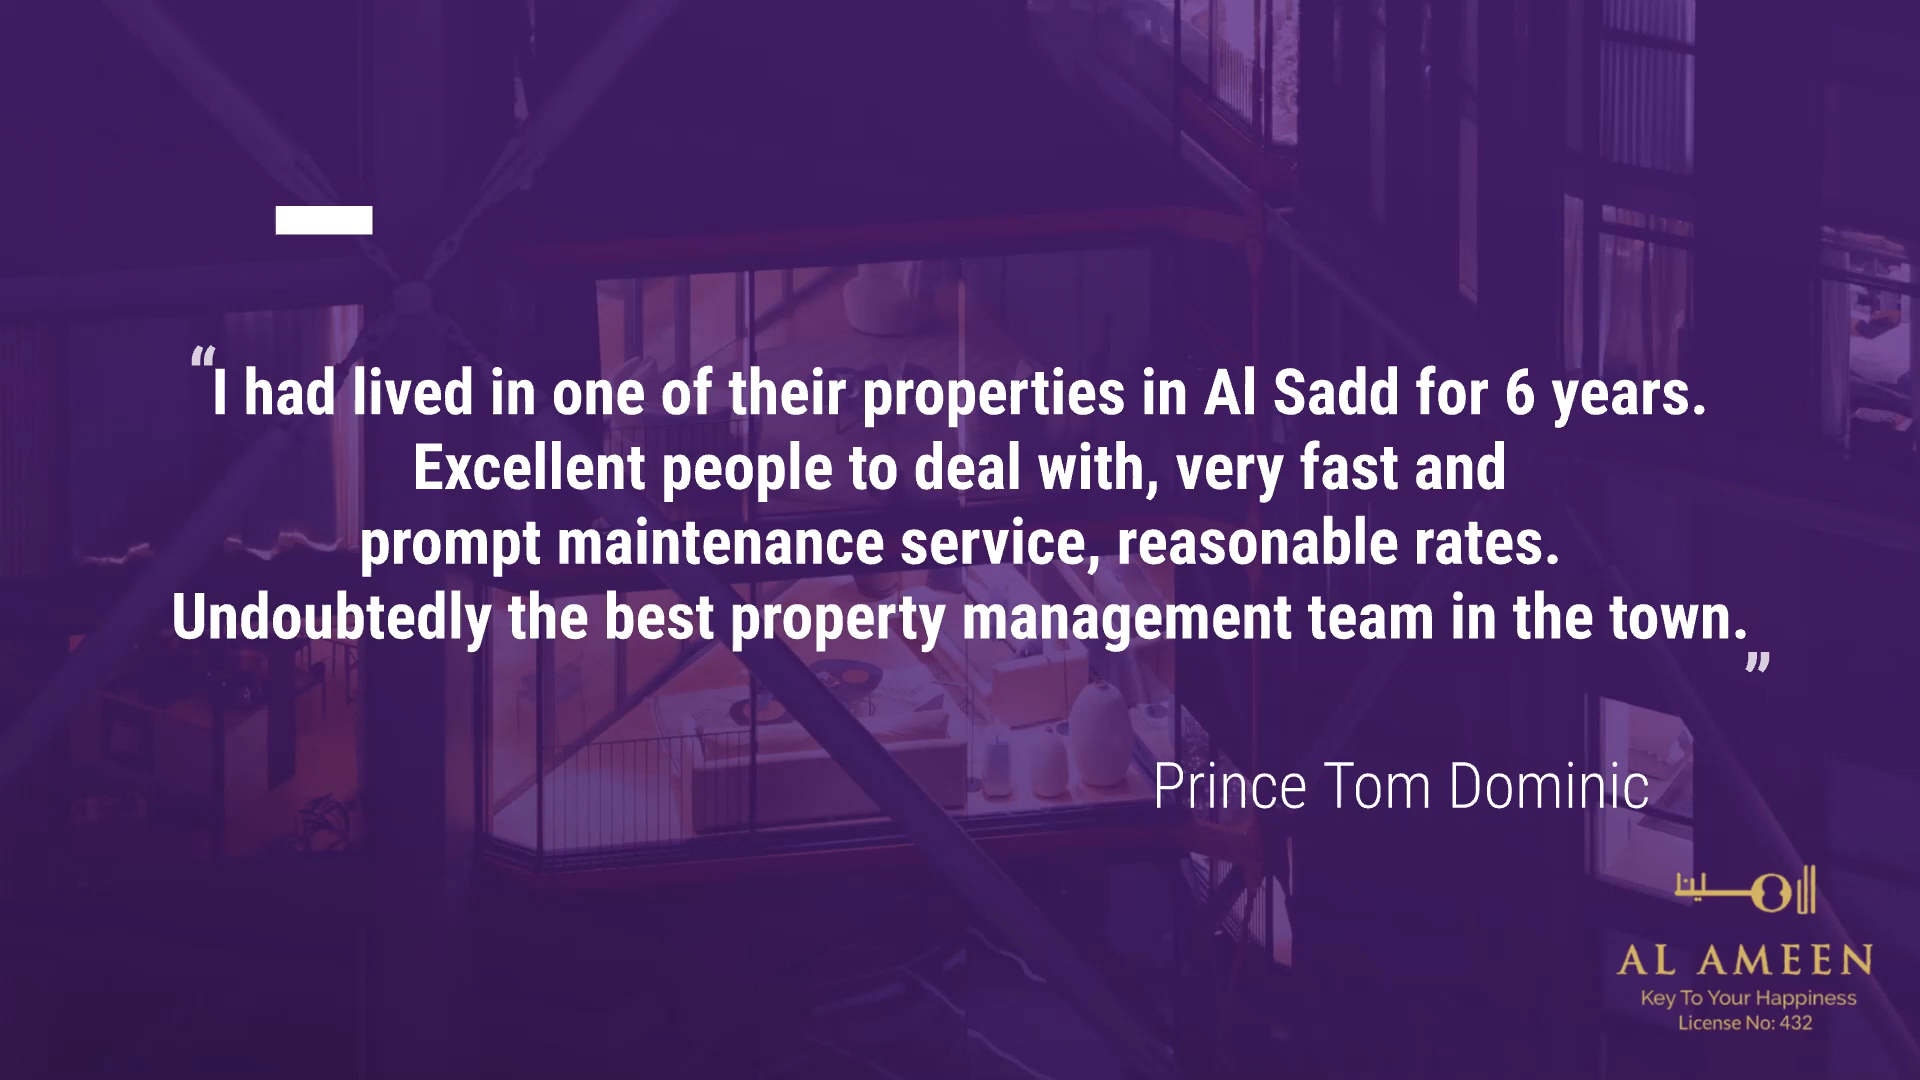 “I had lived in one of their properties in Al Sadd for 6 years.
Excellent people to deal with, very fast and
prompt maintenance service, reasonable rates.
Undoubtedly the best property management team in the town.”
Prince Tom Dominic
AL AMEEN
Key To Your Happiness
License No: 432